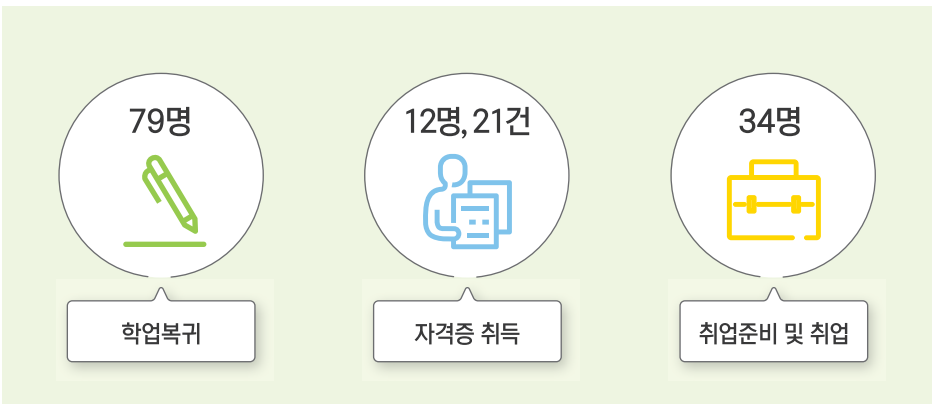 79명
12명, 21건
34명
학업복귀
자격증 취득
취업준비 및 취업